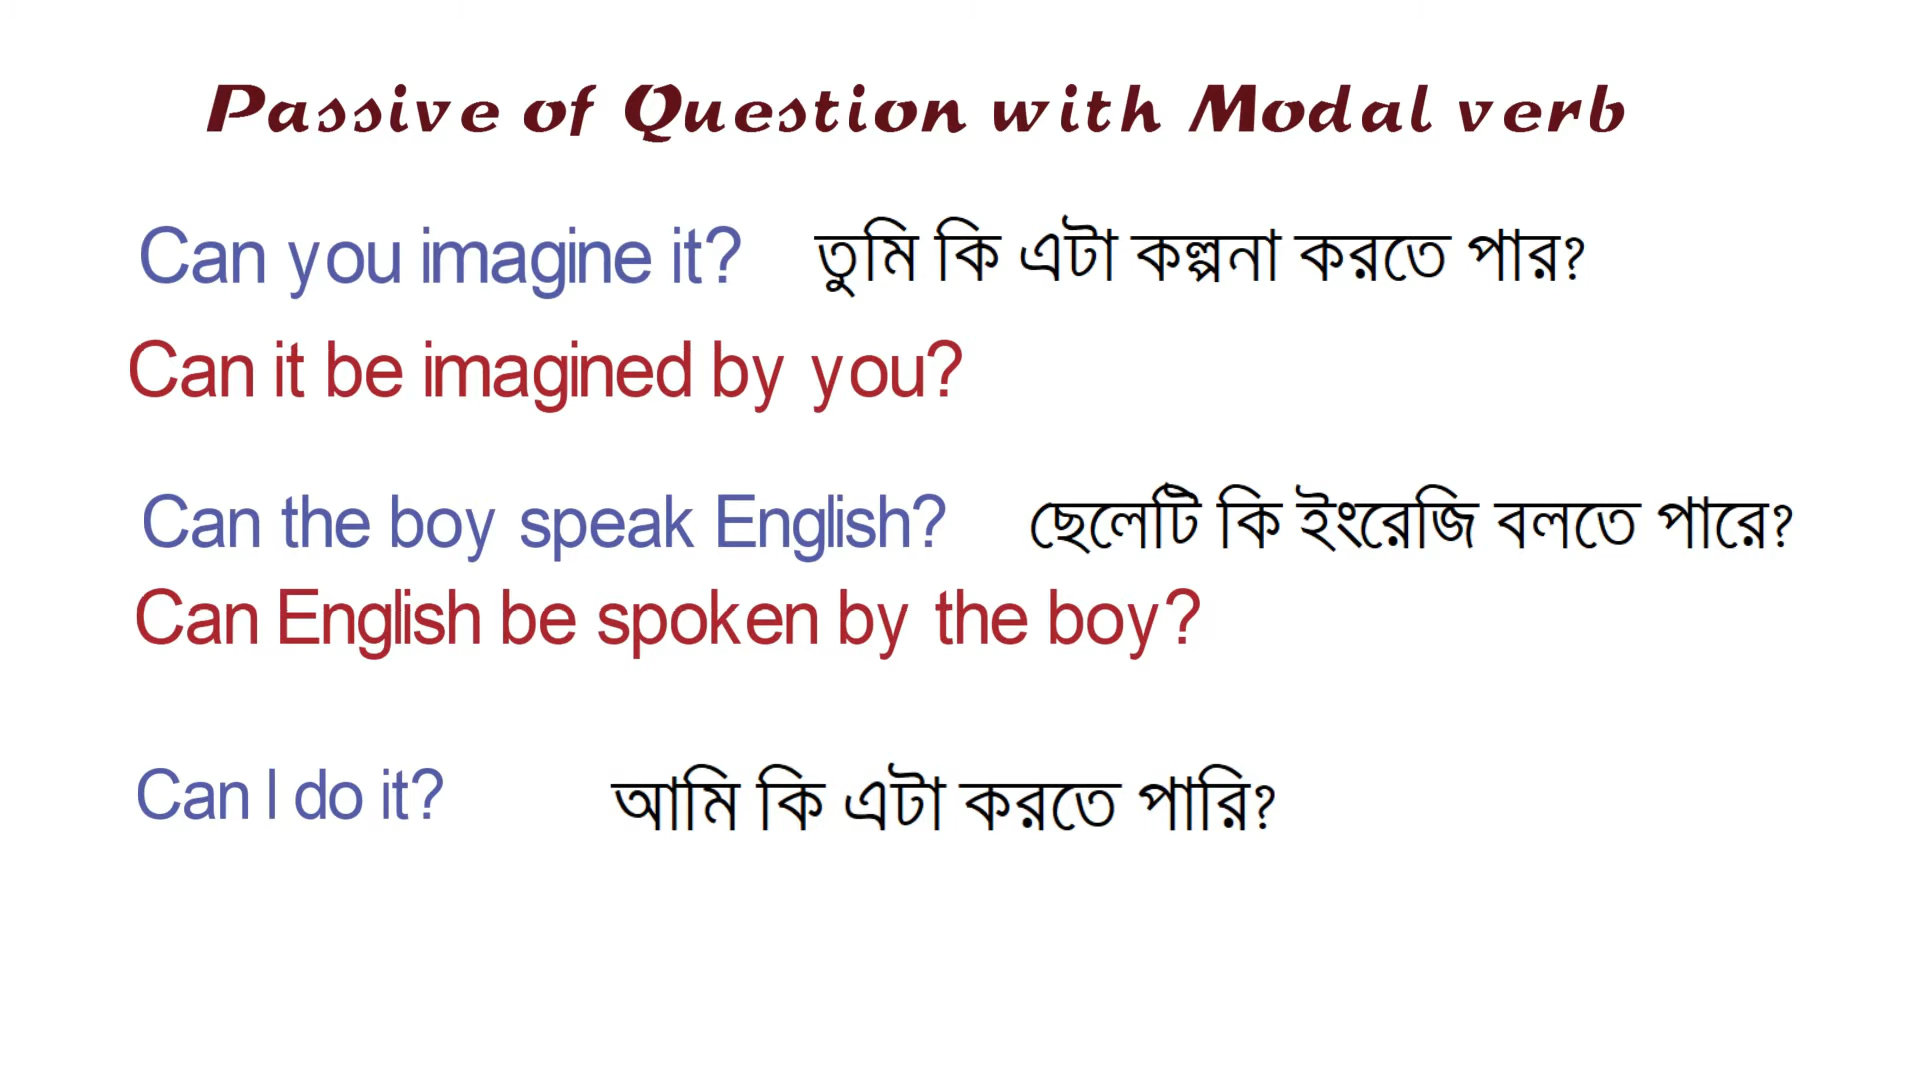 Passive of Question with Modal verb
Can you imagine it? তুমি কি এটা কল্পনা করতে পার?
Can it be imagined by you?
Can the boy speak English? ছেলেটি কি ইংরেজি বলতে পারে?
Can English be spoken by the boy?
Can I do it? আমি কি এটা করতে পারি?